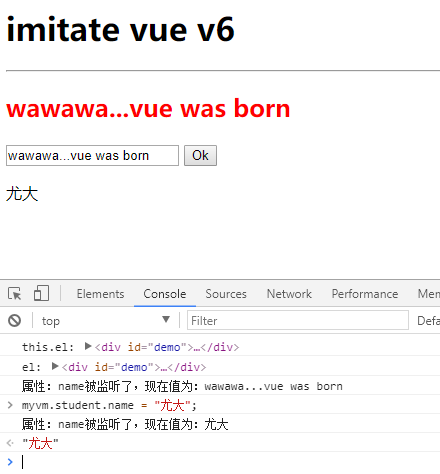 imitate vue v6
wawawa...vue was born
wawawa...vue was born Ok
尤大
Elements Console Sources Network Performance Mem
top Filter Defa
this.el: ▶<div id="demo">…</div>
el: ▶<div id="demo">…</div>
属性：name被监听了，现在值为：wawawa...vue was born
> myvm.student.name = "尤大";
属性：name被监听了，现在值为：尤大
<· "尤大"
>